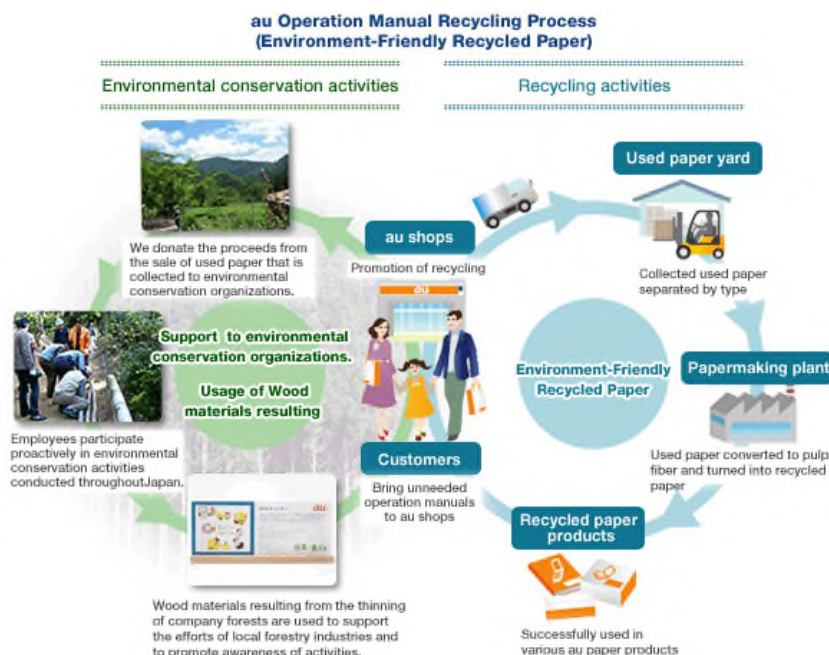 au Operation Manual Recycling Process
(Environment-Friendly Recycled Paper)
Environmental conservation activities
Recycling activities
We donate the proceeds from
the sale of used paper that is
collected to environmental
conservation organizations.
Employees participate
proactively in environmental
conservation activities
conducted throughoutJapan.
Support to environmental
conservation organizations.
Usage of Wood
materials resulting
au
Wood materials resulting from the thinning
of company forests are used to support
the efforts of local forestry industries and
to promote awareness of activities.
au shops
Promotion of recycling
au
Customers
Bring unneeded
operation manuals
to au shops
Used paper yard
Collected used paper
separated by type
Environment-Friendly
Recycled Paper
Papermaking plant
Used paper converted to pulp
fiber and turned into recycled
paper
Recycled paper
products
Successfully used in
various au paper products